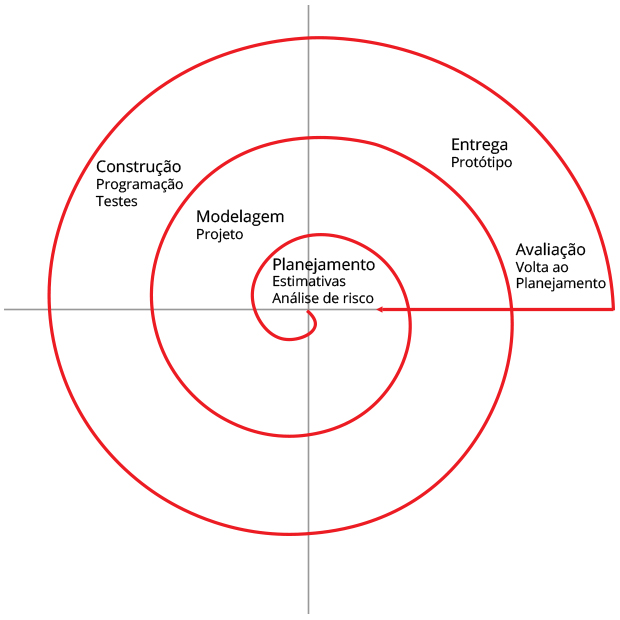 Entrega
Protótipo
Construção
Programação
Testes
Modelagem
Projeto
Avaliação
Volta ao
Planejamento
Planejamento
Estimativas
Análise de risco